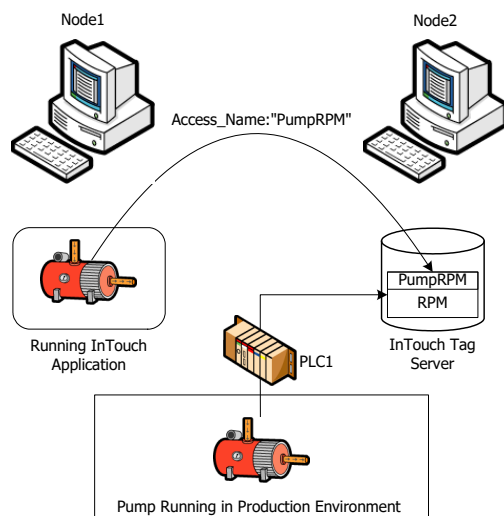 Node1
Node2
Access_Name:"PumpRPM"
PumpRPM
RPM
Running InTouch
Application
InTouch Tag
Server
PLC1
Pump Running in Production Environment